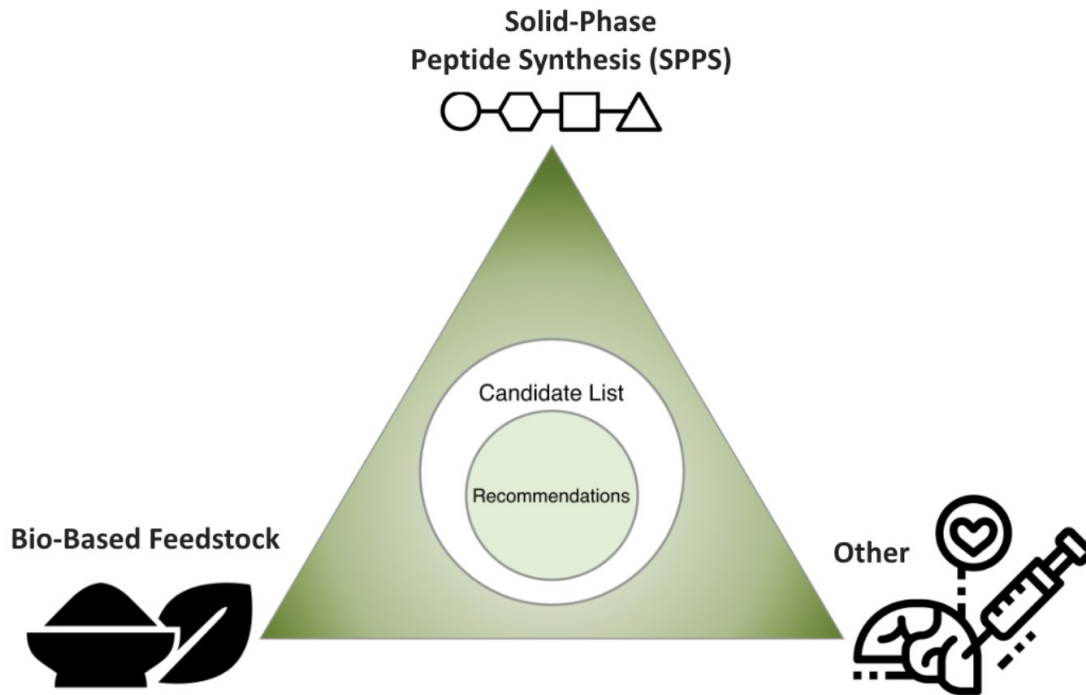 Solid-Phase
Peptide Synthesis (SPPS)
Candidate List
Recommendations
Bio-Based Feedstock
Other